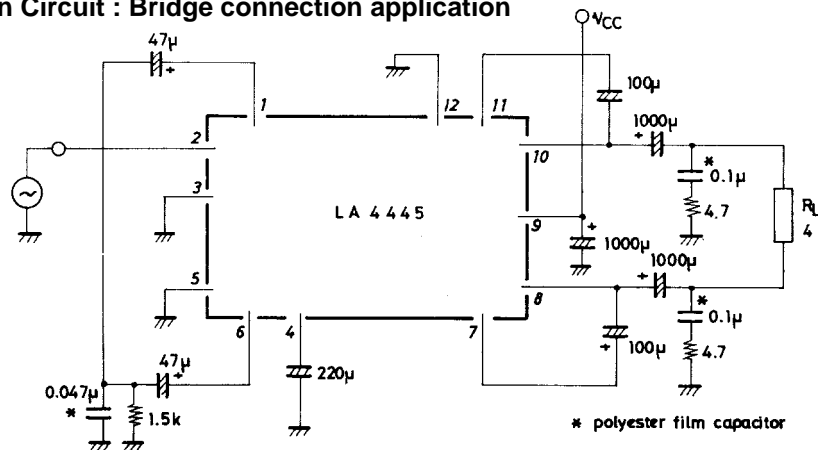 n Circuit : Bridge connection application
VCC
47μ
+
1
12
11
100μ
1000μ
+
2
10
*
0.1μ
4.7
3
LA4445
RL
4
9
+
1000μ
1000μ
+
5
8
*
0.1μ
4.7
6
4
7
+
100μ
47μ
+
220μ
0.047μ
*
1.5k
* polyester film capacitor